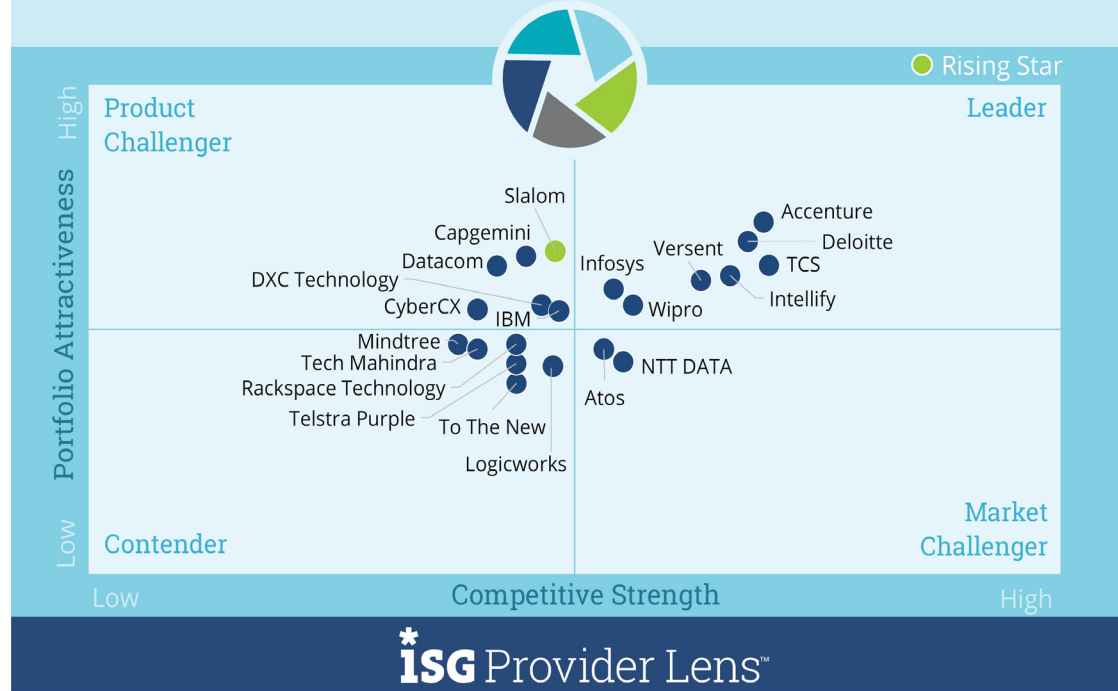 Rising Star
High
Product
Challenger
Leader
Portfolio Attractiveness
Slalom
Capgemini
Datacom
DXC Technology
CyberCX
IBM
Infosys
Versent
Accenture
Deloitte
TCS
Intellify
Wipro
Mindtree
Tech Mahindra
Rackspace Technology
Telstra Purple
To The New
Logicworks
NTT DATA
Atos
Low
Contender
Market
Challenger
Low
Competitive Strength
High
*ISG Provider Lens™